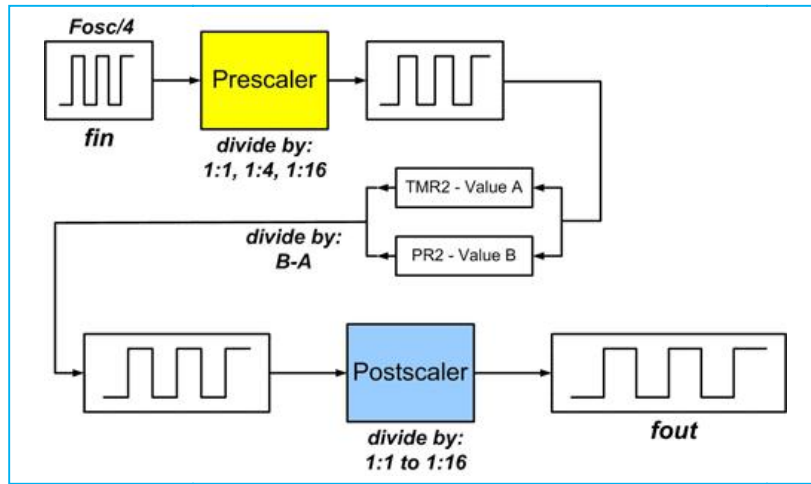 Fosc/4
fin
Prescaler
divide by:
1:1, 1:4, 1:16
TMR2 - Value A
PR2 - Value B
divide by:
B-A
Postscaler
divide by:
1:1 to 1:16
fout